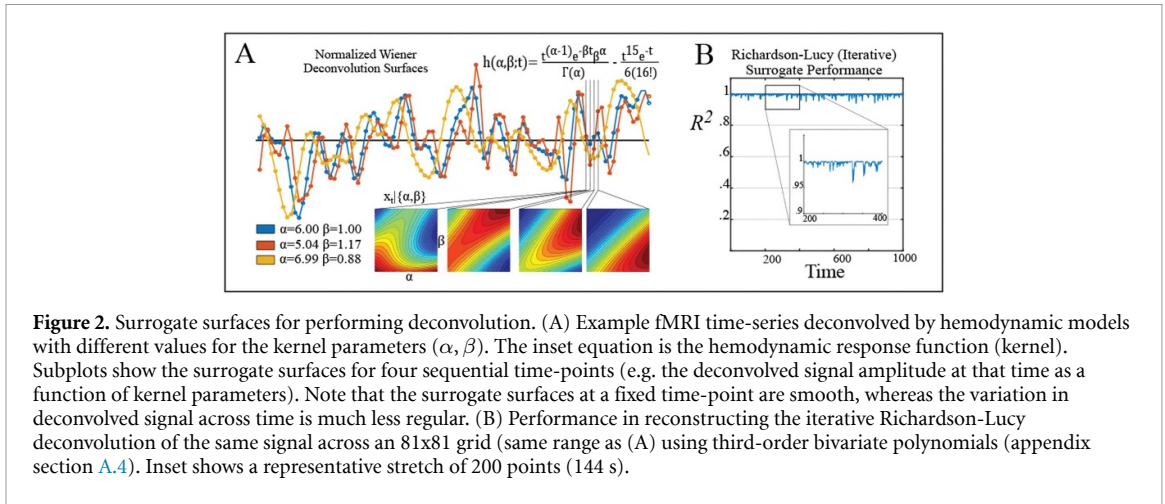 A
Normalized Wiener
Deconvolution Surfaces
h(α,β;t)= t(α-1)e-βtβα / Γ(α) - t15e-t / 6(16!)
xt|{α,β}
α=6.00 β=1.00
α=5.04 β=1.17
α=6.99 β=0.88
β
α
B
Richardson-Lucy (Iterative)
Surrogate Performance
R2
1
.8
.6
.4
.2
1
95
.9
200 400
200 600 1000
Time
Figure 2. Surrogate surfaces for performing deconvolution. (A) Example fMRI time-series deconvolved by hemodynamic models
with different values for the kernel parameters (α, β). The inset equation is the hemodynamic response function (kernel).
Subplots show the surrogate surfaces for four sequential time-points (e.g. the deconvolved signal amplitude at that time as a
function of kernel parameters). Note that the surrogate surfaces at a fixed time-point are smooth, whereas the variation in
deconvolved signal across time is much less regular. (B) Performance in reconstructing the iterative Richardson-Lucy
deconvolution of the same signal across an 81x81 grid (same range as (A) using third-order bivariate polynomials (appendix
section A.4). Inset shows a representative stretch of 200 points (144 s).